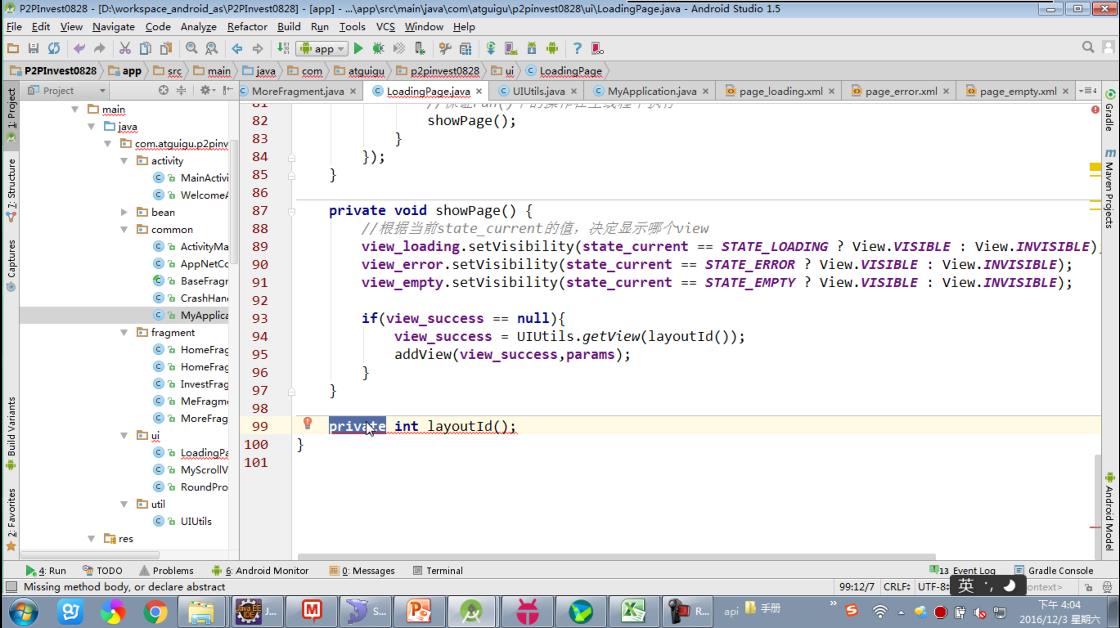 P2PInvest0828 - [D:\workspace_android_as\P2PInvest0828] - [app] - ...\app\src\main\java\com\atguigu\p2pinvest0828\ui\LoadingPage.java - Android Studio 1.5
File Edit View Navigate Code Analyze Refactor Build Run Tools VCS Window Help
app
P2PInvest0828 app src main java com atguigu p2pinvest0828 ui LoadingPage
Project
MoreFragment.java LoadingPage.java UIUtils.java MyApplication.java page_loading.xml page_error.xml page_empty.xml
1: Project
7: Structure
Captures
Build Variants
2: Favorites
main
java
com.atguigu.p2pinv
activity
MainActivi
WelcomeA
bean
common
ActivityMa
AppNetCo
BaseFragr
CrashHan
MyApplica
fragment
HomeFrag
HomeFrag
InvestFrag
MeFragm
MoreFrag
ui
LoadingPa
MyScrollV
RoundPro
util
UIUtils
res
82 showPage();
83 }
84 });
85 }
86
87 private void showPage() {
88 //根据当前state_current的值，决定显示哪个view
89 view_loading.setVisibility(state_current == STATE_LOADING ? View.VISIBLE : View.INVISIBLE)
90 view_error.setVisibility(state_current == STATE_ERROR ? View.VISIBLE : View.INVISIBLE);
91 view_empty.setVisibility(state_current == STATE_EMPTY ? View.VISIBLE : View.INVISIBLE);
92
93 if(view_success == null){
94 view_success = UIUtils.getView(layoutId());
95 addView(view_success,params);
96 }
97 }
98
99 private int layoutId();
100 }
101
Gradle
Maven Projects
Android Model
4: Run TODO Problems 6: Android Monitor 0: Messages Terminal 13 Event Log Gradle Console
Missing method body, or declare abstract 99:12/7 CRLF÷ UTF-8÷ 英 ontext>
J... S... R... api 手册 下午 4:04
2016/12/3 星期六